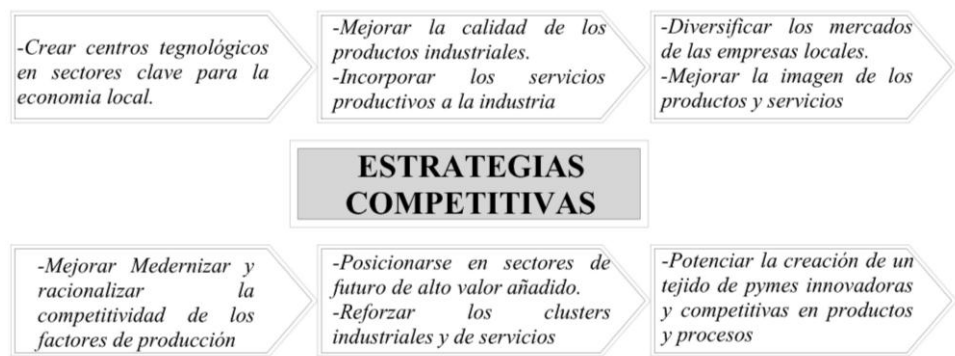 -Crear centros tegnológicos
en sectores clave para la
economia local.
-Mejorar la calidad de los
productos industriales.
-Incorporar los servicios
productivos a la industria
-Diversificar los mercados
de las empresas locales.
-Mejorar la imagen de los
productos y servicios
ESTRATEGIAS
COMPETITIVAS
-Mejorar Medernizar y
racionalizar la
competitividad de los
factores de producción
-Posicionarse en sectores de
futuro de alto valor añadido.
-Reforzar los clusters
industriales y de servicios
-Potenciar la creación de un
tejido de pymes innovadoras
y competitivas en productos
y procesos